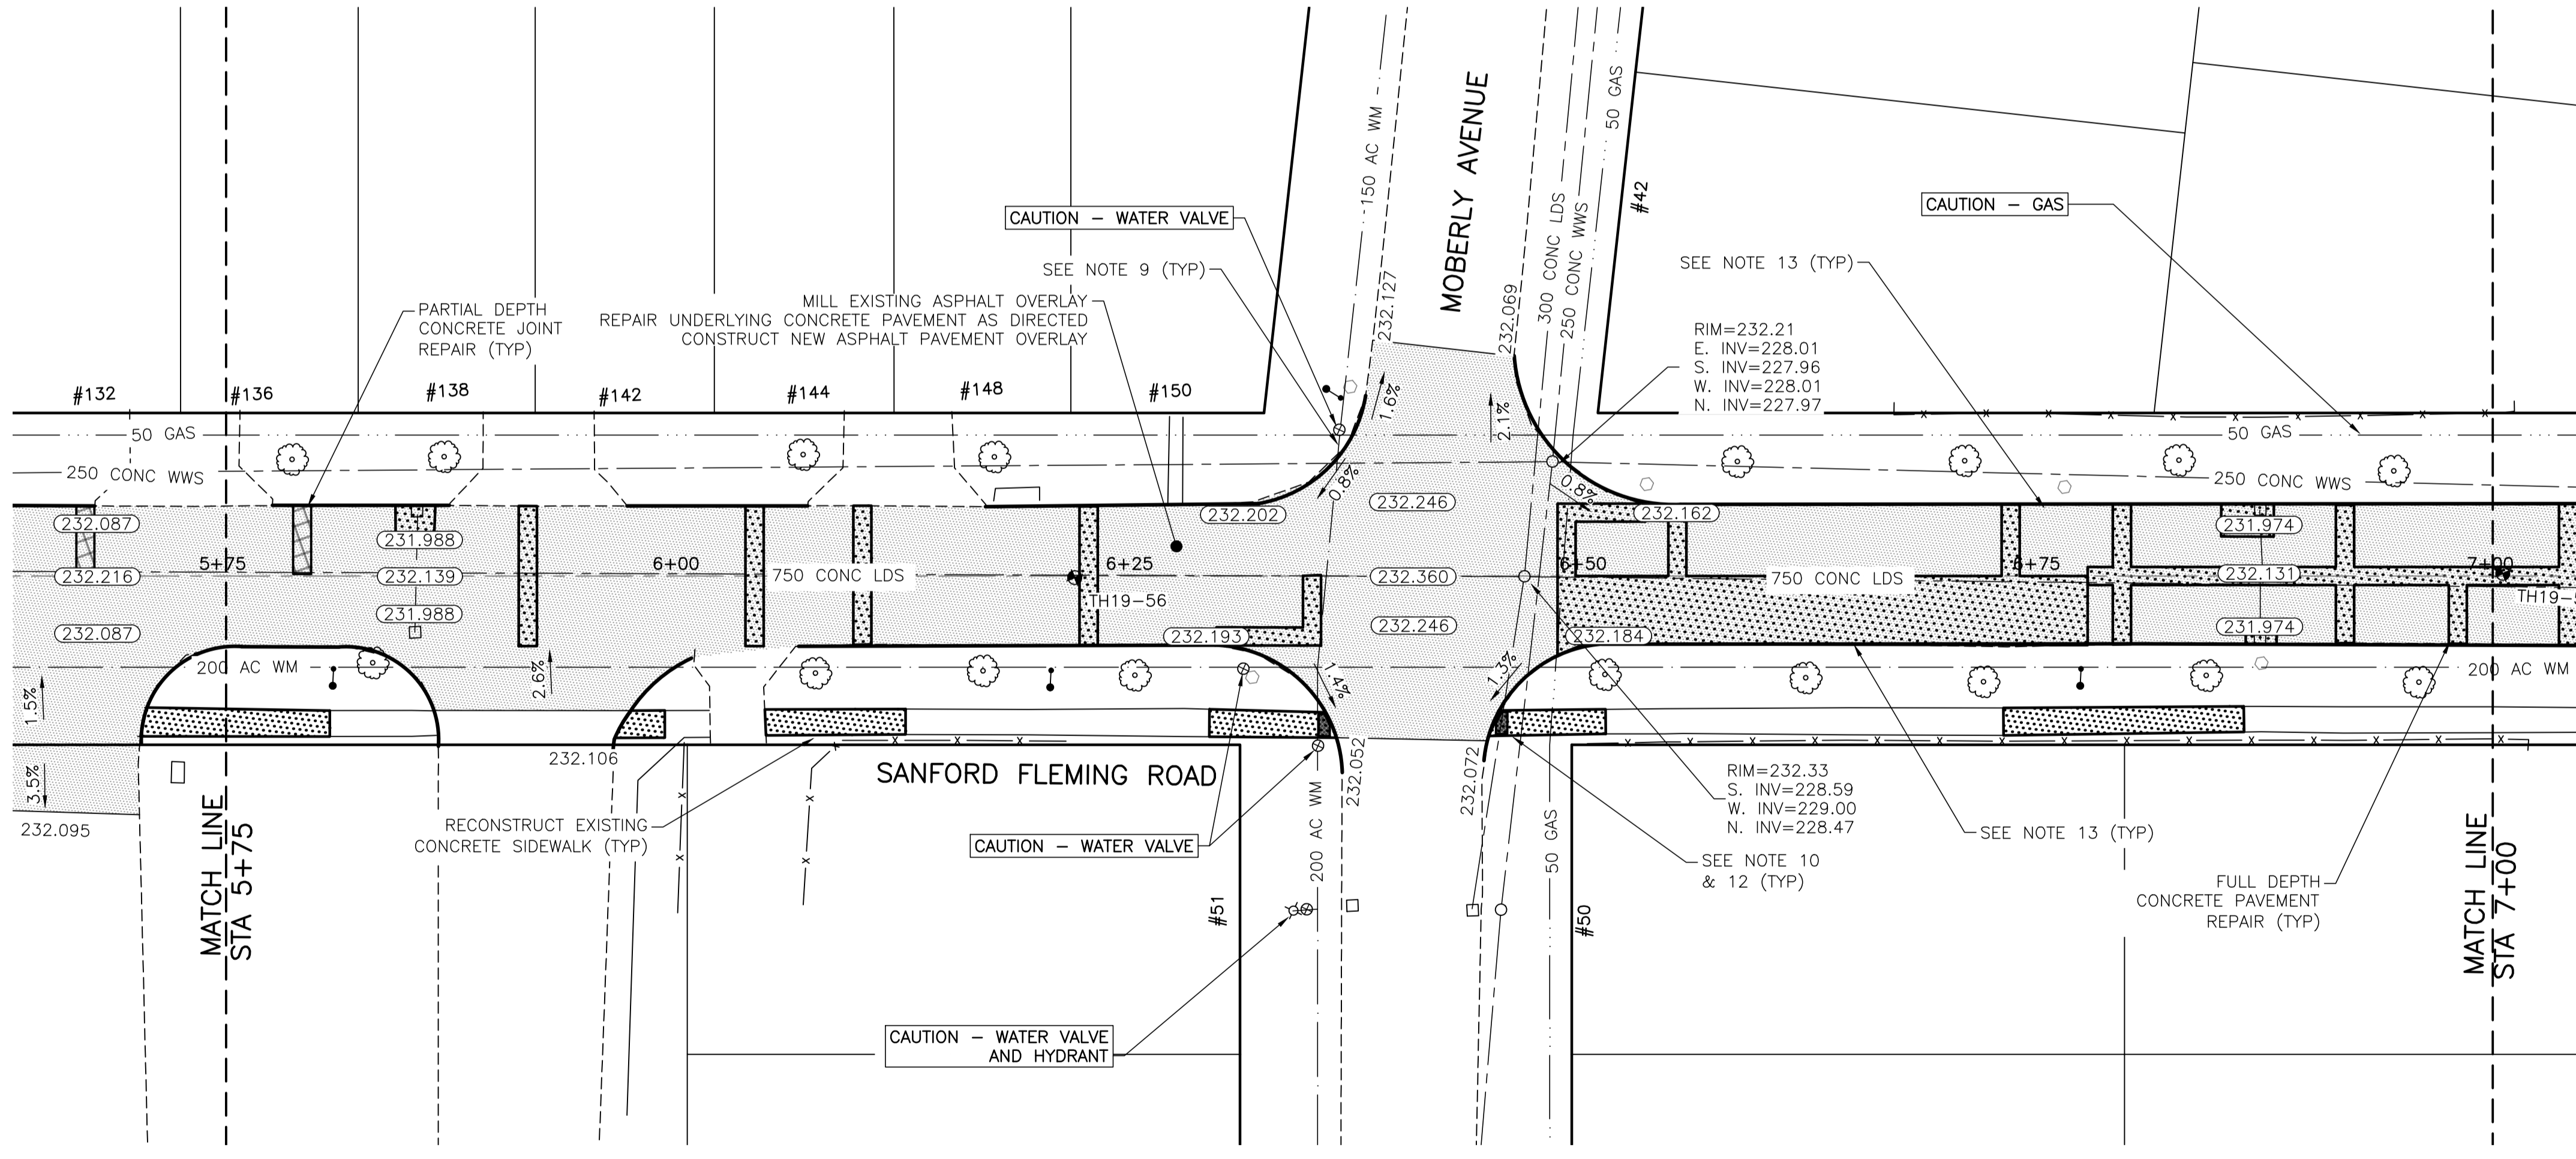 MOBERLY AVENUE
150 AC WM
300 CONC LDS
250 CONC WWS
50 GAS
#42
CAUTION - WATER VALVE
CAUTION - GAS
SEE NOTE 9 (TYP)
SEE NOTE 13 (TYP)
MILL EXISTING ASPHALT OVERLAY
REPAIR UNDERLYING CONCRETE PAVEMENT AS DIRECTED
CONSTRUCT NEW ASPHALT PAVEMENT OVERLAY
PARTIAL DEPTH
CONCRETE JOINT
REPAIR (TYP)
232.127
232.069
RIM=232.21
E. INV=228.01
S. INV=227.96
W. INV=228.01
N. INV=227.97
#132
#136
#138
#142
#144
#148
#150
1.6%
2.1%
50 GAS
50 GAS
250 CONC WWS
250 CONC WWS
0.8%
0.8%
232.087
231.988
232.202
232.246
232.162
231.974
5+75
6+00
6+25
6+50
6+75
7+00
232.216
232.139
750 CONC LDS
232.360
750 CONC LDS
232.131
TH19-56
TH19-5
231.988
232.087
232.193
232.246
232.184
231.974
200 AC WM
200 AC WM
1.5%
2.6%
1.4%
1.3%
3.5%
232.106
232.095
232.052
232.072
SANFORD FLEMING ROAD
RIM=232.33
S. INV=228.59
W. INV=229.00
N. INV=228.47
MATCH LINE
STA 5+75
RECONSTRUCT EXISTING
CONCRETE SIDEWALK (TYP)
CAUTION - WATER VALVE
200 AC WM
50 GAS
SEE NOTE 13 (TYP)
SEE NOTE 10
& 12 (TYP)
FULL DEPTH
CONCRETE PAVEMENT
REPAIR (TYP)
MATCH LINE
STA 7+00
#51
#50
CAUTION - WATER VALVE
AND HYDRANT